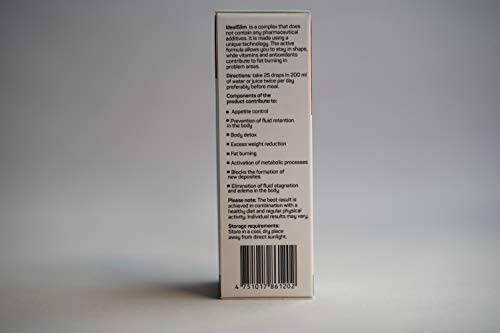 IdealSlim is a complex that does
not contain any pharmaceutical
additives. It is made using a
unique technology. The active
formula allows you to stay in shape,
while vitamins and antioxidants
contribute to fat burning in
problem areas.
Directions: take 25 drops in 200 ml
of water or juice twice per day
preferably before meal.
Components of the
product contribute to:
Appetite control
Prevention of fluid retention
in the body
Body detox
Excess weight reduction
Fat burning
Activation of metabolic processes
Blocks the formation of
new deposites
Elimination of fluid stagnation
and edema in the body
Please note: The best result is
achieved in combination with a
healthy diet and regular physical
activity. Individual results may vary.
Storage requirements:
Store in a cool, dry place
away from direct sunlight.
4 751017 861202